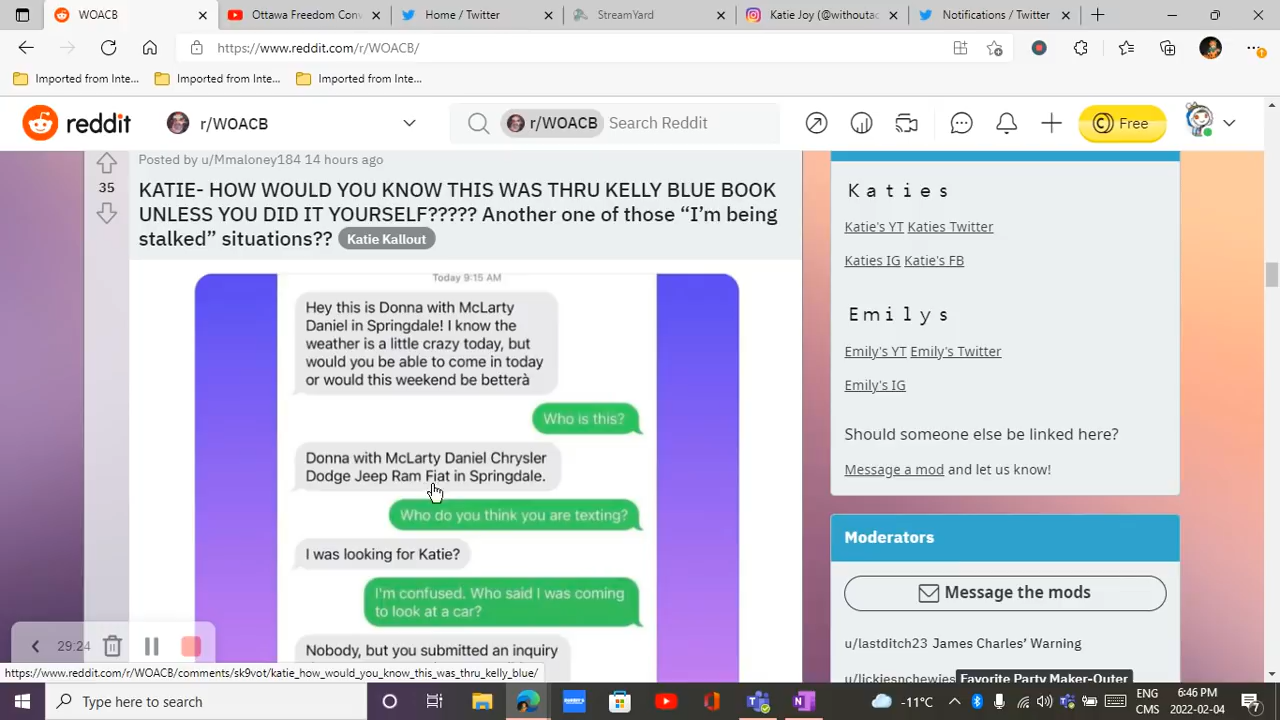 WOACB
Ottawa Freedom Con
Home / Twitter
StreamYard
Katie Joy (@withoutac
Notifications / Twitter
https://www.reddit.com/r/WOACB/
Imported from Inte...
Imported from Inte...
Imported from Inte...
reddit
r/WOACB
r/WOACB Search Reddit
Free
Posted by u/Mmaloney184 14 hours ago
35
KATIE- HOW WOULD YOU KNOW THIS WAS THRU KELLY BLUE BOOK
UNLESS YOU DID IT YOURSELF????? Another one of those “I’m being
stalked” situations?? Katie Kallout
Today 9:15 AM
Hey this is Donna with McLarty
Daniel in Springdale! I know the
weather is a little crazy today, but
would you be able to come in today
or would this weekend be betterà
Who is this?
Donna with McLarty Daniel Chrysler
Dodge Jeep Ram Fiat in Springdale.
Who do you think you are texting?
I was looking for Katie?
I'm confused. Who said I was coming
to look at a car?
Nobody, but you submitted an inquiry
Katies
Katie's YT Katies Twitter
Katies IG Katie's FB
Emilys
Emily's YT Emily's Twitter
Emily's IG
Should someone else be linked here?
Message a mod and let us know!
Moderators
Message the mods
u/lastditch23 James Charles’ Warning
u/lickiesnchewies Favorite Party Maker-Outer
29:24
https://www.reddit.com/r/WOACB/comments/sk9vot/katie_how_would_you_know_this_was_thru_kelly_blue/
Type here to search
-11°C
ENG
CMS
6:46 PM
2022-02-04
7